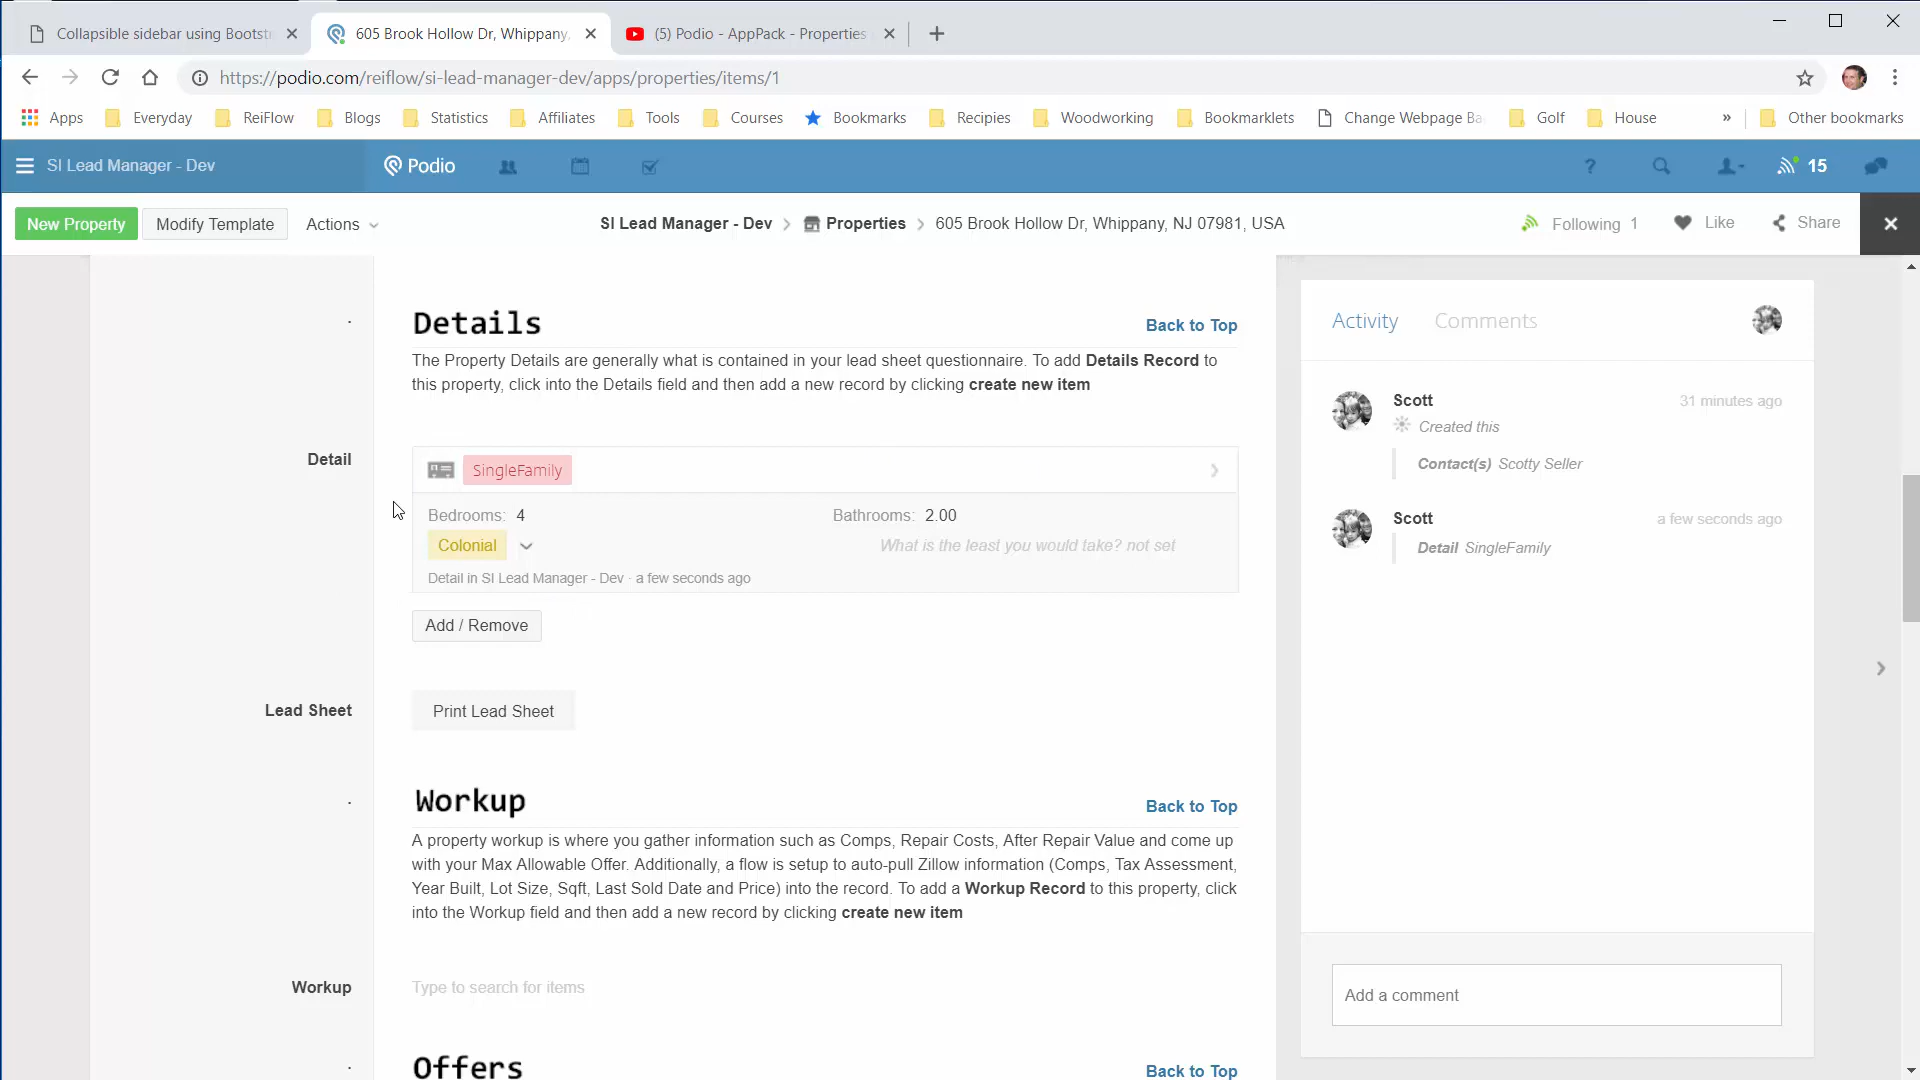 Collapsible sidebar using Bootst
605 Brook Hollow Dr, Whippany,
(5) Podio - AppPack - Properties
https://podio.com/reiflow/si-lead-manager-dev/apps/properties/items/1
Apps Everyday ReiFlow Blogs Statistics Affiliates Tools Courses Bookmarks Recipies Woodworking Bookmarklets Change Webpage Ba Golf House » Other bookmarks
SI Lead Manager - Dev Podio ? 15
New Property Modify Template Actions SI Lead Manager - Dev Properties 605 Brook Hollow Dr, Whippany, NJ 07981, USA Following 1 Like Share
Details Back to Top
The Property Details are generally what is contained in your lead sheet questionnaire. To add Details Record to
this property, click into the Details field and then add a new record by clicking create new item
Detail
SingleFamily
Bedrooms: 4 Bathrooms: 2.00
Colonial What is the least you would take? not set
Detail in SI Lead Manager - Dev · a few seconds ago
Add / Remove
Lead Sheet Print Lead Sheet
Workup Back to Top
A property workup is where you gather information such as Comps, Repair Costs, After Repair Value and come up
with your Max Allowable Offer. Additionally, a flow is setup to auto-pull Zillow information (Comps, Tax Assessment,
Year Built, Lot Size, Sqft, Last Sold Date and Price) into the record. To add a Workup Record to this property, click
into the Workup field and then add a new record by clicking create new item
Workup Type to search for items
Offers Back to Top
Activity Comments
Scott 31 minutes ago
Created this
Contact(s) Scotty Seller
Scott a few seconds ago
Detail SingleFamily
Add a comment